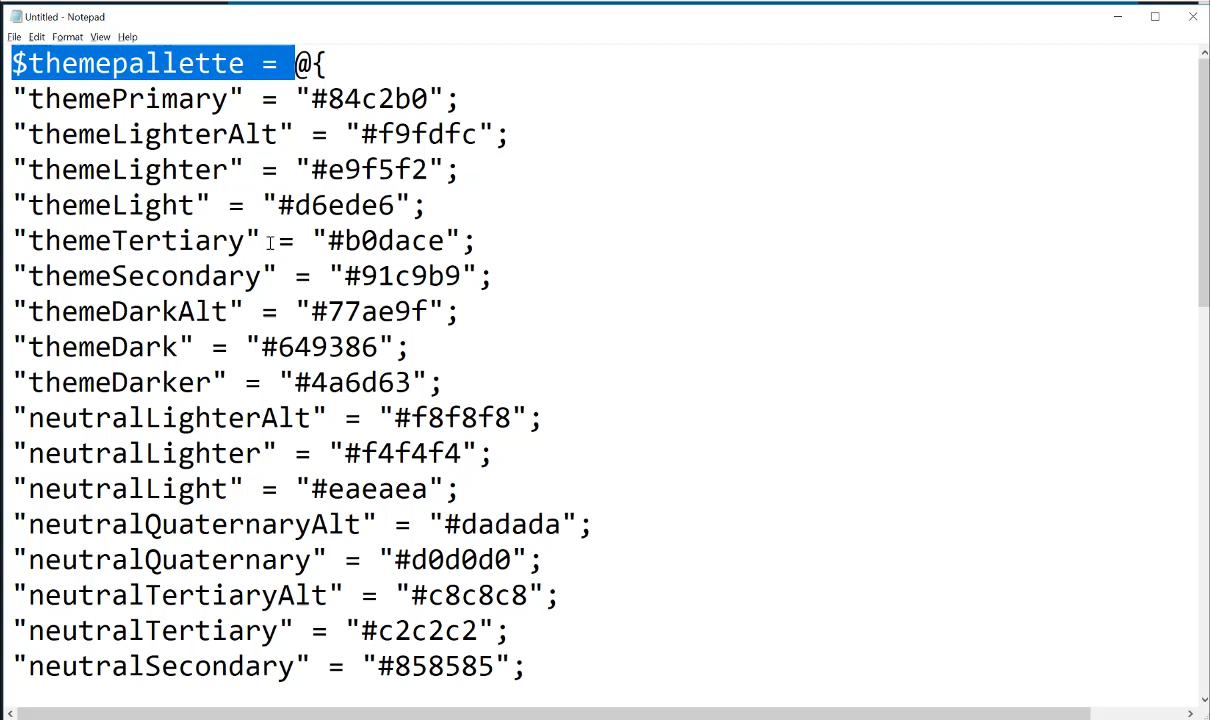 Untitled - Notepad
File Edit Format View Help
$themepallette = @{
"themePrimary" = "#84c2b0";
"themeLighterAlt" = "#f9fdfc";
"themeLighter" = "#e9f5f2";
"themeLight" = "#d6ede6";
"themeTertiary" = "#b0dace";
"themeSecondary" = "#91c9b9";
"themeDarkAlt" = "#77ae9f";
"themeDark" = "#649386";
"themeDarker" = "#4a6d63";
"neutralLighterAlt" = "#f8f8f8";
"neutralLighter" = "#f4f4f4";
"neutralLight" = "#eaeaea";
"neutralQuaternaryAlt" = "#dadada";
"neutralQuaternary" = "#d0d0d0";
"neutralTertiaryAlt" = "#c8c8c8";
"neutralTertiary" = "#c2c2c2";
"neutralSecondary" = "#858585";